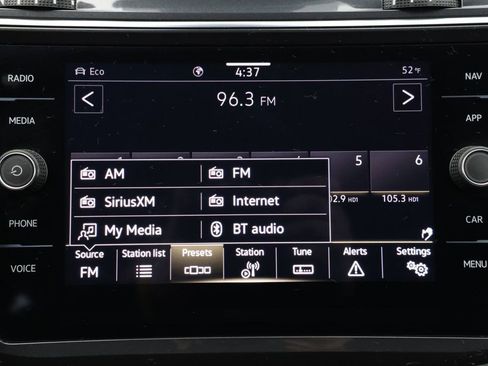 RADIO
MEDIA
PHONE
VOICE
Eco
4:37
52 °F
96.3 FM
1 2 5 6
AM
FM
SiriusXM
Internet
My Media
BT audio
02.9 HD1
105.3 HD1
Source
FM
Station list
Presets
Station
Tune
Alerts
Settings
NAV
APP
CAR
MENU